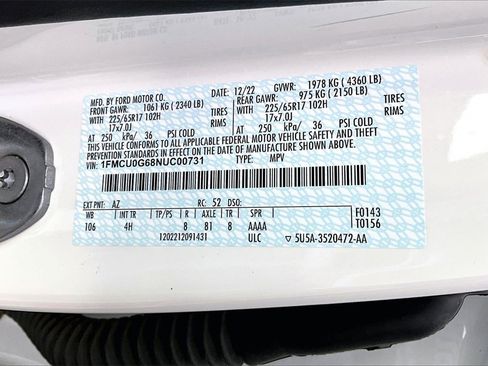 MFD. BY FORD MOTOR CO.
DATE: 12/22 GVWR: 1978 KG ( 4360 LB)
FRONT GAWR: 1061 KG ( 2340 LB) REAR GAWR: 975 KG ( 2150 LB)
WITH WITH
225/65R17 102H TIRES 225/65R17 102H TIRES
17x7.0J RIMS 17x7.0J RIMS
AT 250 kPa/ 36 PSI COLD AT 250 kPa/ 36 PSI COLD
THIS VEHICLE CONFORMS TO ALL APPLICABLE FEDERAL MOTOR VEHICLE SAFETY AND THEFT
PREVENTION STANDARDS IN EFFECT ON THE DATE OF MANUFACTURE SHOWN ABOVE.
VIN: 1FMCU0G68NUC00731 TYPE: MPV
EXT PNT: AZ RC: 52 DSO:
WB INT TR TP/PS R AXLE TR SPR
106 4H 8 81 8 AAAA
1202212091431 ULC
F0143
T0156
5U5A-3520472-AA